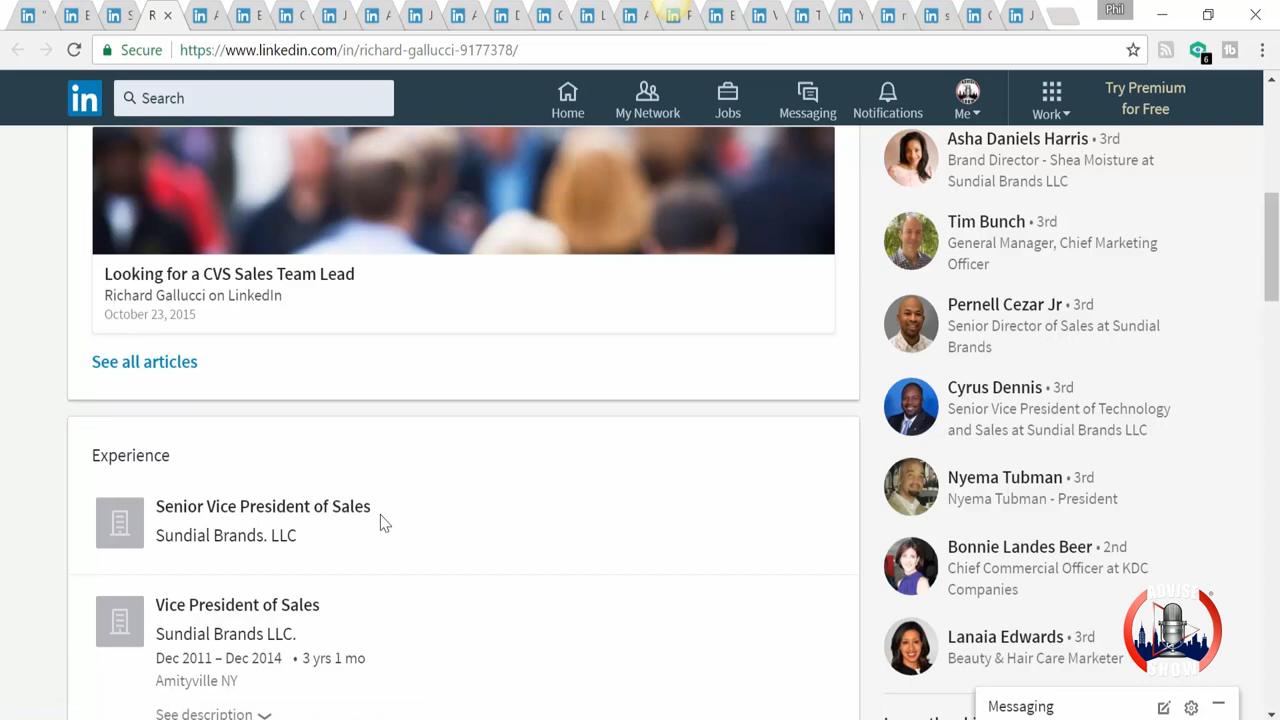 R
Phil
Secure
https://www.linkedin.com/in/richard-gallucci-9177378/
6
in
Search
Home
My Network
Jobs
Messaging
Notifications
Me
Work
Try Premium
for Free
Looking for a CVS Sales Team Lead
Richard Gallucci on LinkedIn
October 23, 2015
See all articles
Experience
Senior Vice President of Sales
Sundial Brands. LLC
Vice President of Sales
Sundial Brands LLC.
Dec 2011 – Dec 2014 • 3 yrs 1 mo
Amityville NY
See description
Asha Daniels Harris • 3rd
Brand Director - Shea Moisture at
Sundial Brands LLC
Tim Bunch • 3rd
General Manager, Chief Marketing
Officer
Pernell Cezar Jr • 3rd
Senior Director of Sales at Sundial
Brands
Cyrus Dennis • 3rd
Senior Vice President of Technology
and Sales at Sundial Brands LLC
Nyema Tubman • 3rd
Nyema Tubman - President
Bonnie Landes Beer • 2nd
Chief Commercial Officer at KDC
Companies
Lanaia Edwards • 3rd
Beauty & Hair Care Marketer
ADVISE
SHOW
Messaging